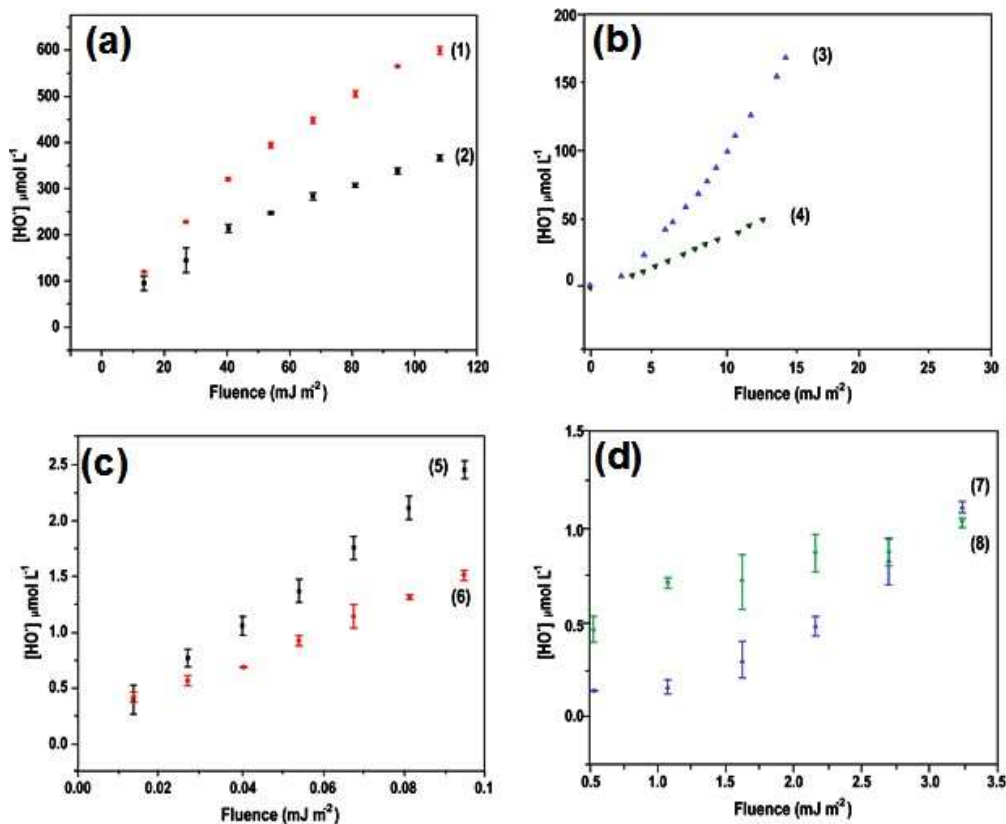 (a)
(1)
(2)
600
500
400
300
200
100
0
[HO·] μmol L⁻¹
0 20 40 60 80 100 120
Fluence (mJ m⁻²)
(b)
(3)
(4)
200
150
100
50
0
[HO·] μmol L⁻¹
0 5 10 15 20 25 30
Fluence (mJ m⁻²)
(c)
(5)
(6)
2.5
2.0
1.5
1.0
0.5
0.0
[HO·] μmol L⁻¹
0.00 0.02 0.04 0.06 0.08 0.1
Fluence (mJ m⁻²)
(d)
(7)
(8)
1.5
1.0
0.5
0.0
[HO·] μmol L⁻¹
0.5 1.0 1.5 2.0 2.5 3.0 3.5
Fluence (mJ m⁻²)